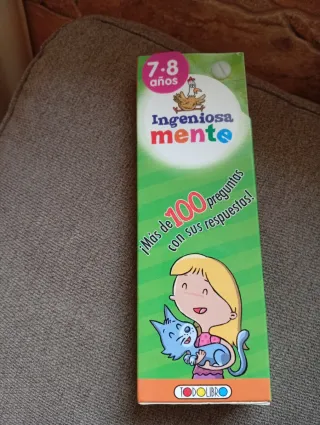 7-8
años
Ingeniosa
mente
¡Más de 100 preguntas
con sus respuestas!
TODOLIBRO